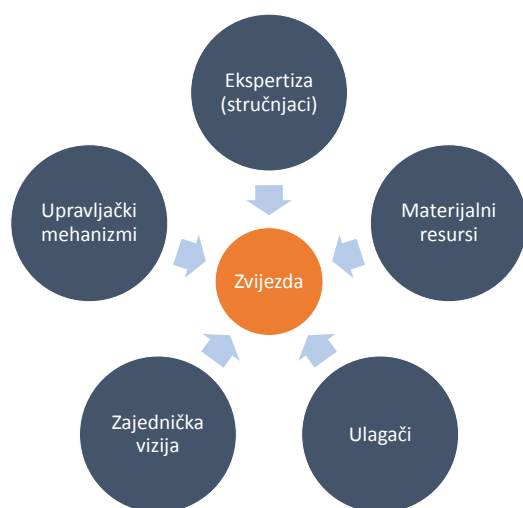 Ekspertiza
(stručnjaci)
Upravljački
mehanizmi
Materijalni
resursi
Zvijezda
Zajednička
vizija
Ulagači